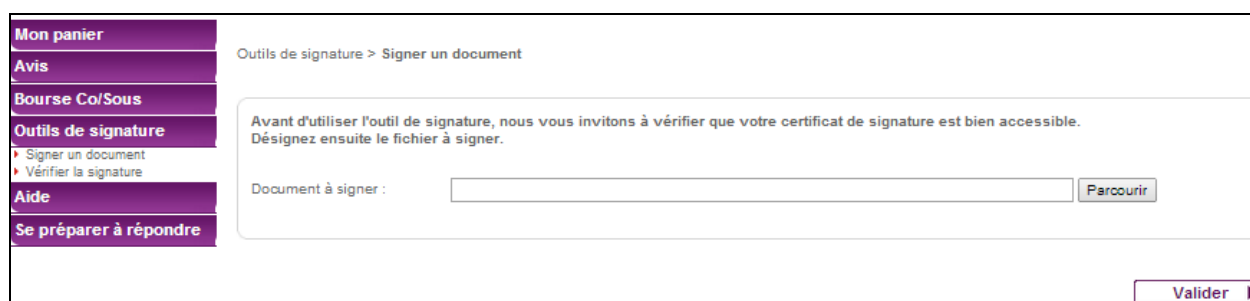 Mon panier
Avis
Bourse Co/Sous
Outils de signature
Signer un document
Vérifier la signature
Aide
Se préparer à répondre
Outils de signature > Signer un document
Avant d'utiliser l'outil de signature, nous vous invitons à vérifier que votre certificat de signature est bien accessible.
Désignez ensuite le fichier à signer.
Document à signer :
Parcourir
Valider